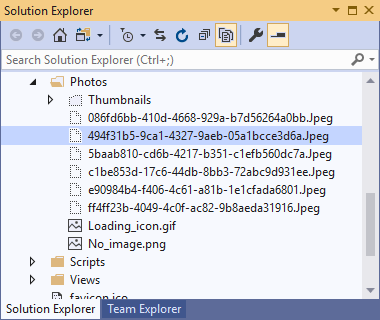 Solution Explorer
Search Solution Explorer (Ctrl+;)
Photos
Thumbnails
086fd6bb-410d-4668-929a-b7d56264a0bb.Jpeg
494f31b5-9ca1-4327-9aeb-05a1bcce3d6a.Jpeg
5baab810-cd6b-4217-b351-c1efb560dc7a.Jpeg
c1be853d-17c6-44db-8bb3-72abc9d931ee.Jpeg
e90984b4-f406-4c61-a81b-1e1cfada6801.Jpeg
ff4ff23b-4049-4c0f-ac82-9b8aeda31916.Jpeg
Loading_icon.gif
No_image.png
Scripts
Views
favicon.ico
Solution Explorer Team Explorer